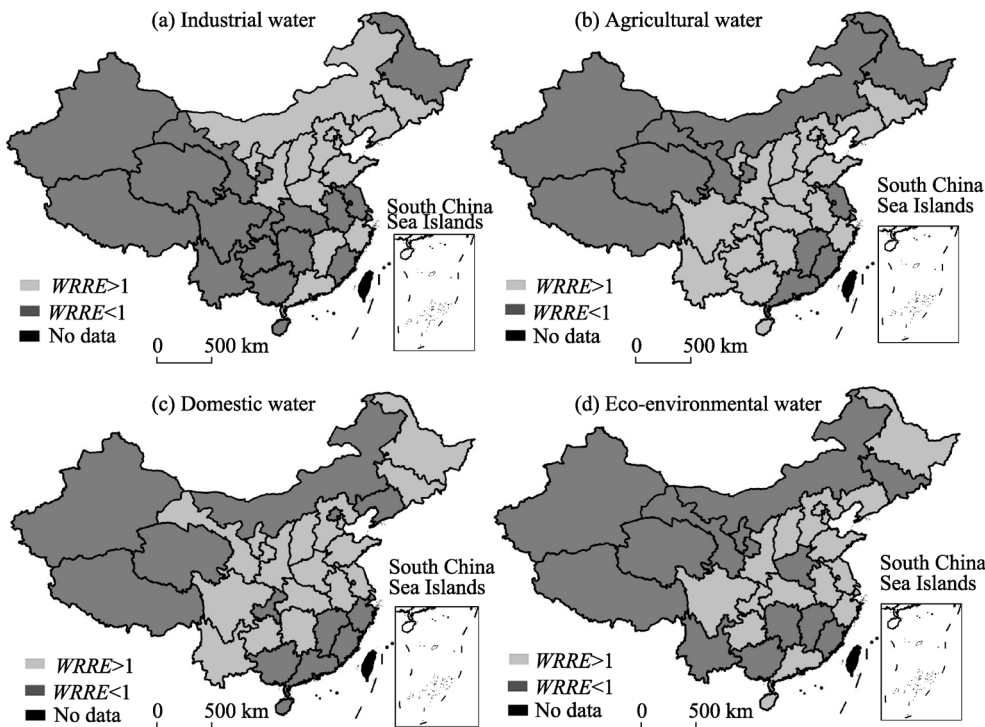 (a) Industrial water
South China
Sea Islands
WRRE>1
WRRE<1
No data
0 500 km
(b) Agricultural water
South China
Sea Islands
WRRE>1
WRRE<1
No data
0 500 km
(c) Domestic water
South China
Sea Islands
WRRE>1
WRRE<1
No data
0 500 km
(d) Eco-environmental water
South China
Sea Islands
WRRE>1
WRRE<1
No data
0 500 km